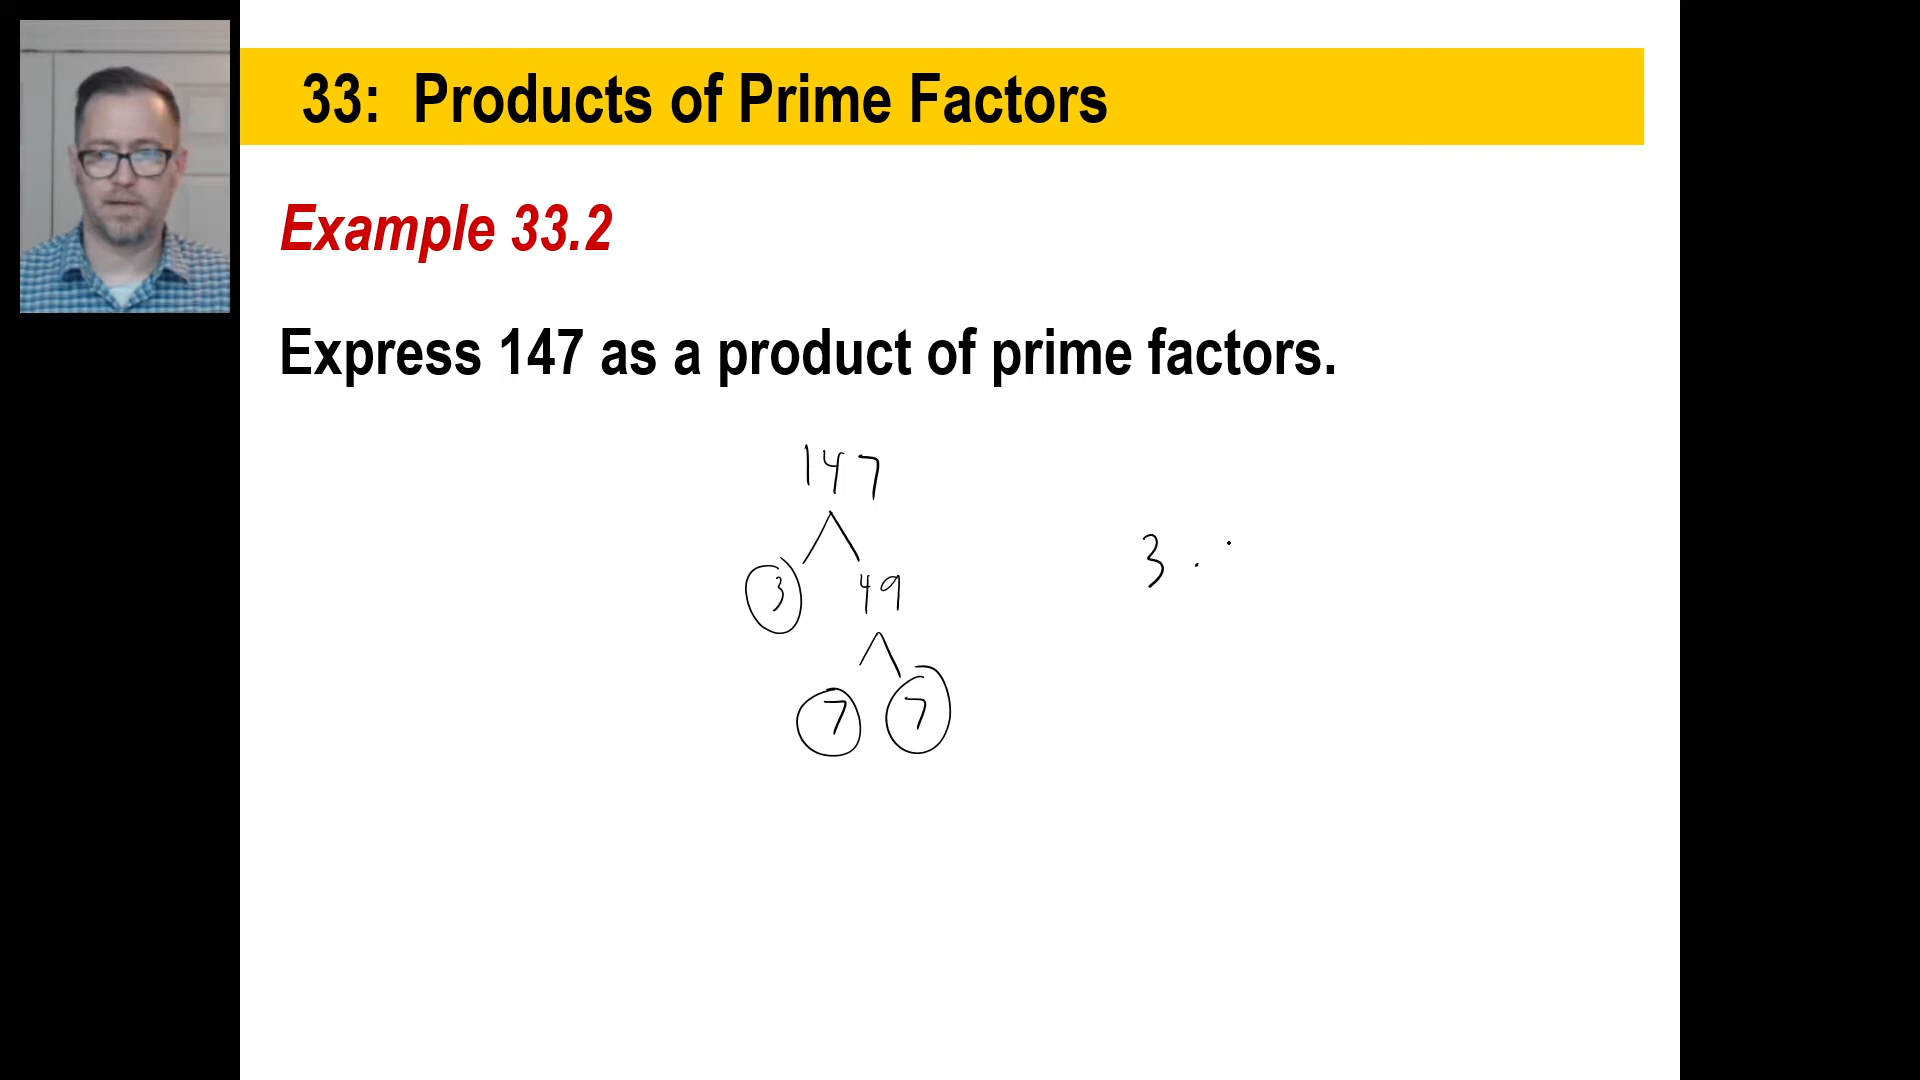 33: Products of Prime Factors
Example 33.2
Express 147 as a product of prime factors.
147
3 49
3 ·
7 7